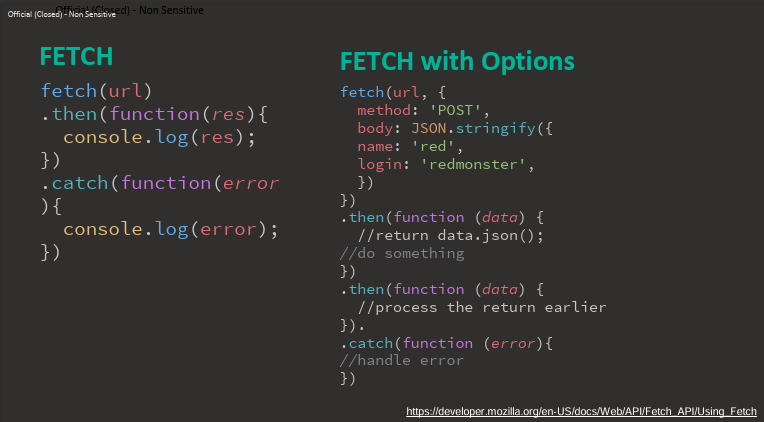 Official (Closed) - Non Sensitive
Official (Closed) - Non Sensitive
FETCH
fetch(url)
.then(function(res){
  console.log(res);
})
.catch(function(error
){
  console.log(error);
})
FETCH with Options
fetch(url, {
  method: 'POST',
  body: JSON.stringify({
  name: 'red',
  login: 'redmonster',
  })
})
.then(function (data) {
  //return data.json();
//do something
})
.then(function (data) {
  //process the return earlier
}).
.catch(function (error){
//handle error
})
https://developer.mozilla.org/en-US/docs/Web/API/Fetch_API/Using_Fetch